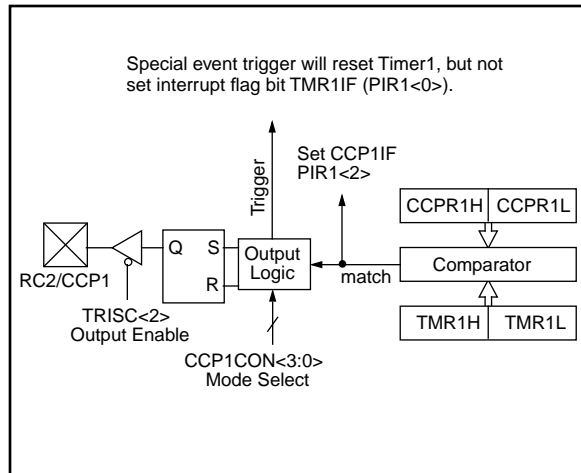 Special event trigger will reset Timer1, but not
set interrupt flag bit TMR1IF (PIR1<0>).
Trigger
Set CCP1IF
PIR1<2>
CCPR1H CCPR1L
Q S
R
Output
Logic
match
Comparator
RC2/CCP1
TRISC<2>
Output Enable
TMR1H TMR1L
CCP1CON<3:0>
Mode Select